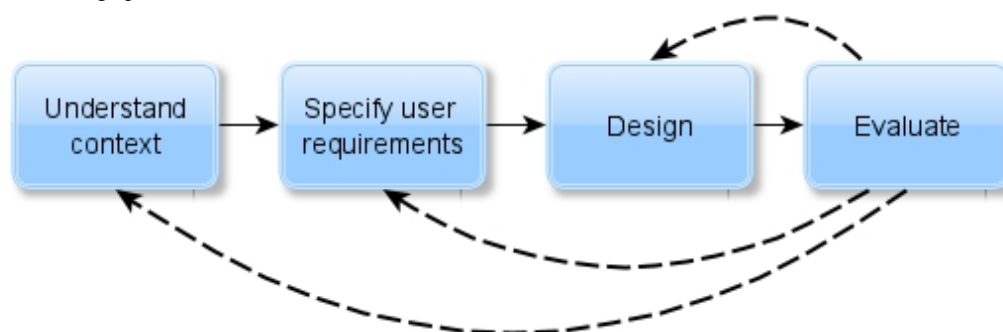 Understand
context
Specify user
requirements
Design
Evaluate